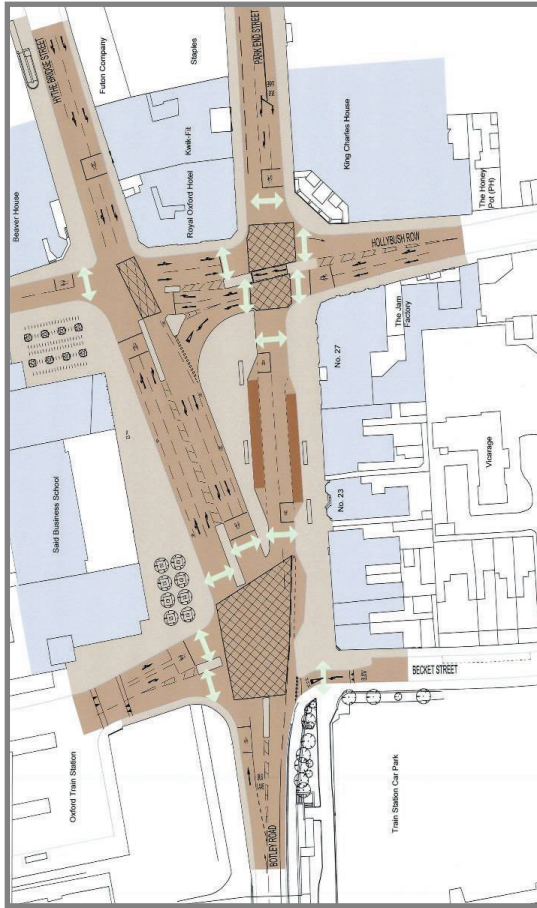 HYTHE BRIDGE STREET
Futon Company
Staples
PARK END STREET
Beaver House
Kwik-Fit
Royal Oxford Hotel
King Charles House
The Honey
Pot (PH)
HOLLYBUSH ROW
The Jam
Factory
No. 27
Vicarage
No. 23
Said Business School
BECKET STREET
Oxford Train Station
BOTLEY ROAD
Train Station Car Park